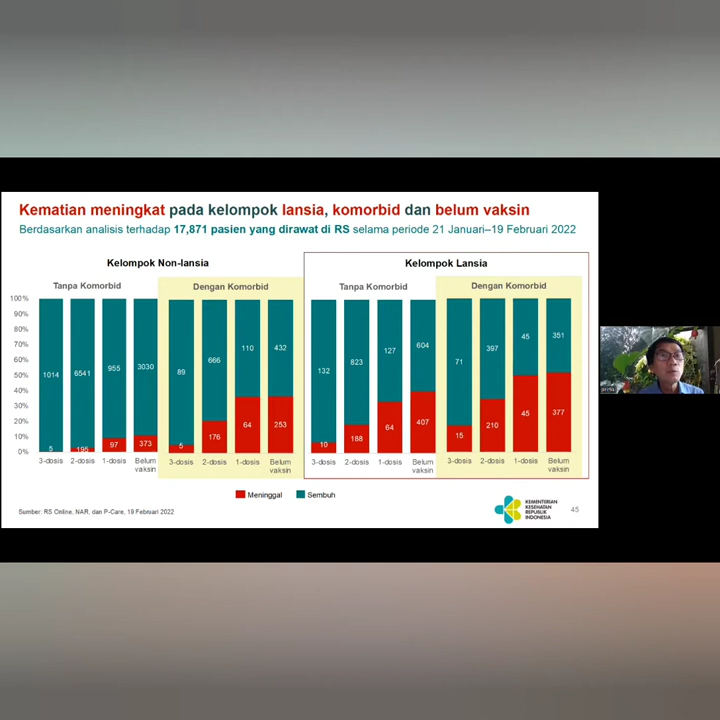 Kematian meningkat pada kelompok lansia, komorbid dan belum vaksin
Berdasarkan analisis terhadap 17,871 pasien yang dirawat di RS selama periode 21 Januari–19 Februari 2022
Kelompok Non-lansia
Tanpa Komorbid
Dengan Komorbid
100%
90%
80%
70%
60%
50%
40%
30%
20%
10%
0%
1014
6541
955
3030
5
195
97
373
3-dosis
2-dosis
1-dosis
Belum
vaksin
89
666
110
432
5
176
64
253
3-dosis
2-dosis
1-dosis
Belum
vaksin
Kelompok Lansia
Tanpa Komorbid
Dengan Komorbid
132
823
127
604
10
188
64
407
3-dosis
2-dosis
1-dosis
Belum
vaksin
71
397
45
351
15
210
45
377
3-dosis
2-dosis
1-dosis
Belum
vaksin
Meninggal
Sembuh
Sumber: RS Online, NAR, dan P-Care, 19 Februari 2022
KEMENTERIAN
KESEHATAN
REPUBLIK
INDONESIA
45